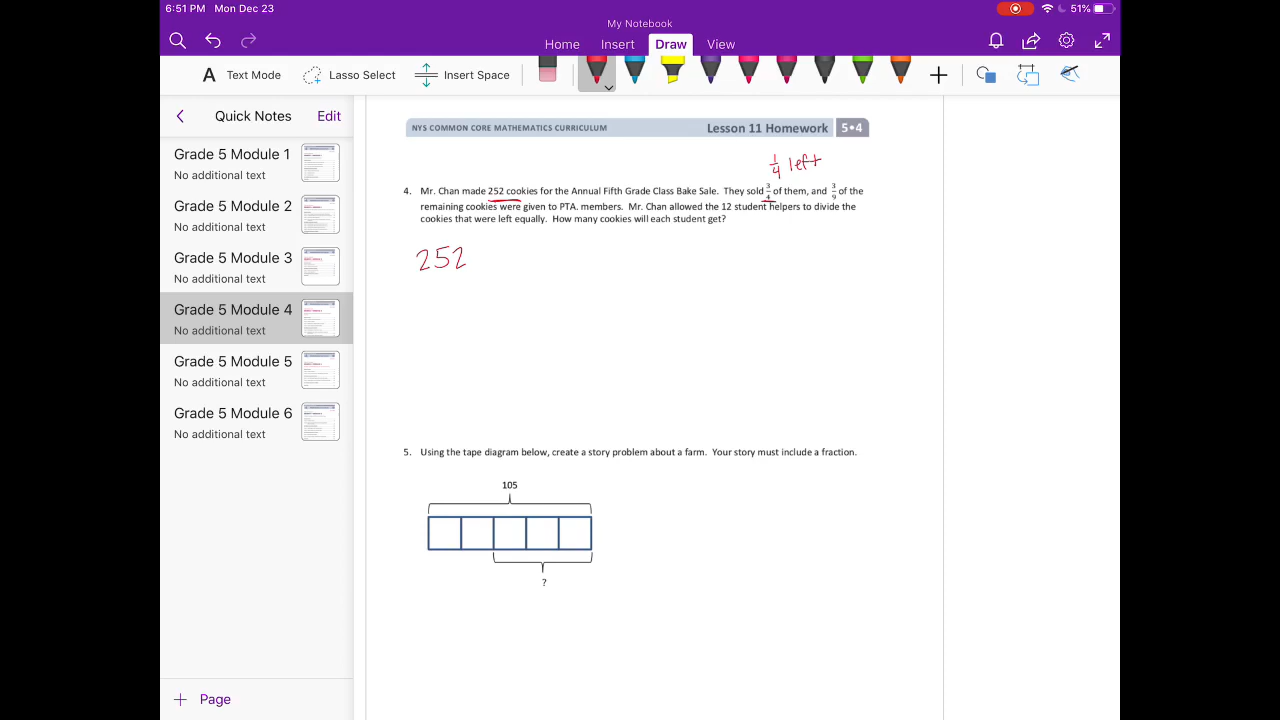 6:51 PM Mon Dec 23
51%
My Notebook
Home Insert Draw View
A Text Mode Lasso Select Insert Space
Quick Notes Edit
Grade 5 Module 1
No additional text
Grade 5 Module 2
No additional text
Grade 5 Module 3
No additional text
Grade 5 Module 4
No additional text
Grade 5 Module 5
No additional text
Grade 5 Module 6
No additional text
Page
NYS COMMON CORE MATHEMATICS CURRICULUM Lesson 11 Homework 5•4
1/4 left
4. Mr. Chan made 252 cookies for the Annual Fifth Grade Class Bake Sale. They sold 3/4 of them, and 3/9 of the
remaining cookies were given to PTA. members. Mr. Chan allowed the 12 student helpers to divide the
cookies that were left equally. How many cookies will each student get?
252
5. Using the tape diagram below, create a story problem about a farm. Your story must include a fraction.
105
?